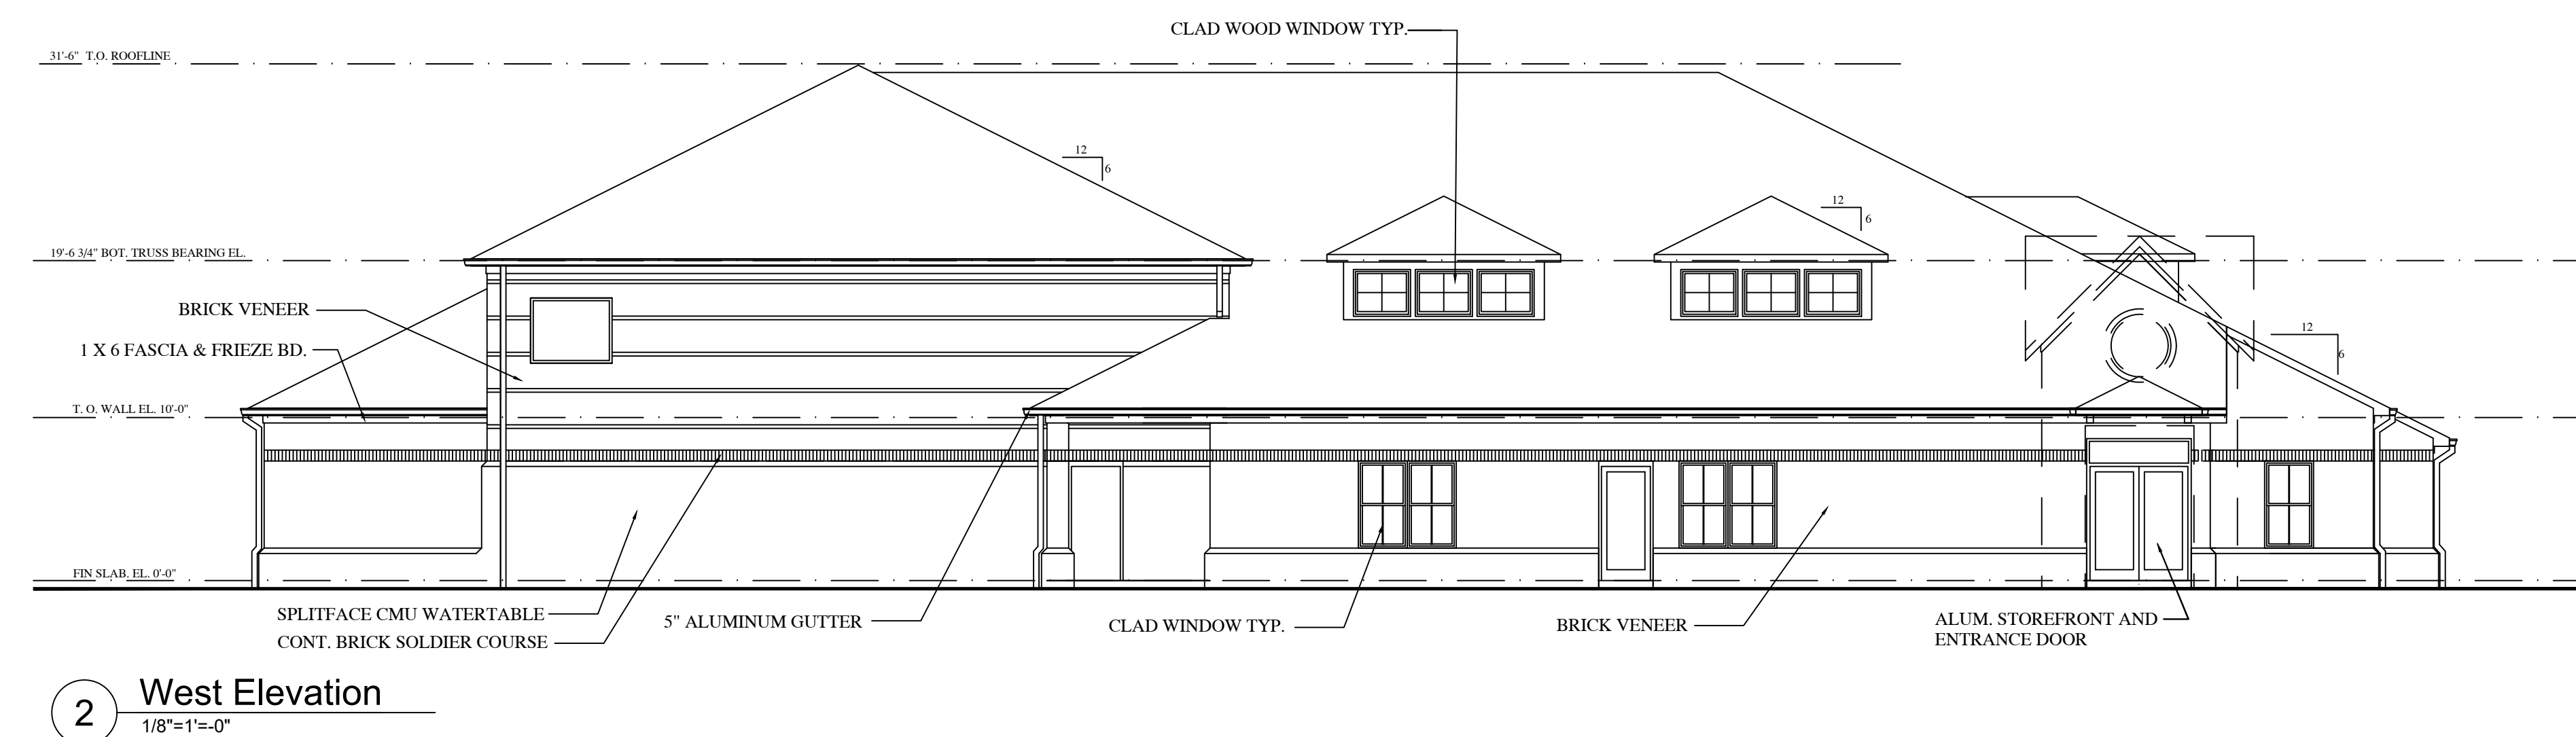 CLAD WOOD WINDOW TYP.
31'-6" T.O. ROOFLINE
12
6
12
6
19'-6 3/4" BOT. TRUSS BEARING EL.
BRICK VENEER
12
6
1 X 6 FASCIA & FRIEZE BD.
T. O. WALL EL. 10'-0"
FIN SLAB. EL. 0'-0"
SPLITFACE CMU WATERTABLE
CONT. BRICK SOLDIER COURSE
5" ALUMINUM GUTTER
CLAD WINDOW TYP.
BRICK VENEER
ALUM. STOREFRONT AND
ENTRANCE DOOR
2
West Elevation
1/8"=1'=-0"